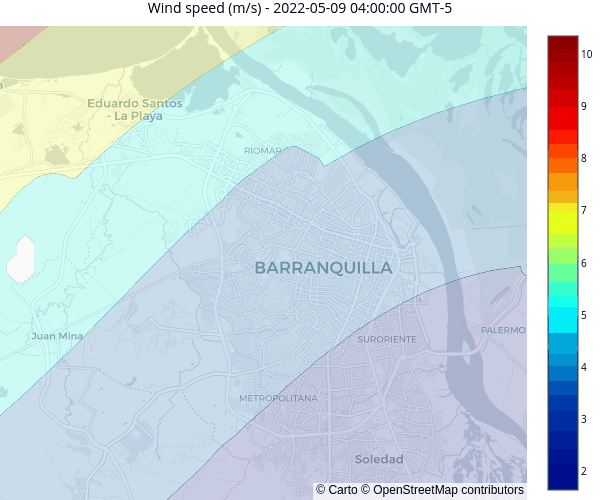 Wind speed (m/s) - 2022-05-09 04:00:00 GMT-5
10
9
8
7
6
5
4
3
2
a
Eduardo Santos
- La Playa
RIOMAR
BARRANQUILLA
Juan Mina
SURORIENTE
PALERMO
METROPOLITANA
Soledad
© Carto © OpenStreetMap contributors